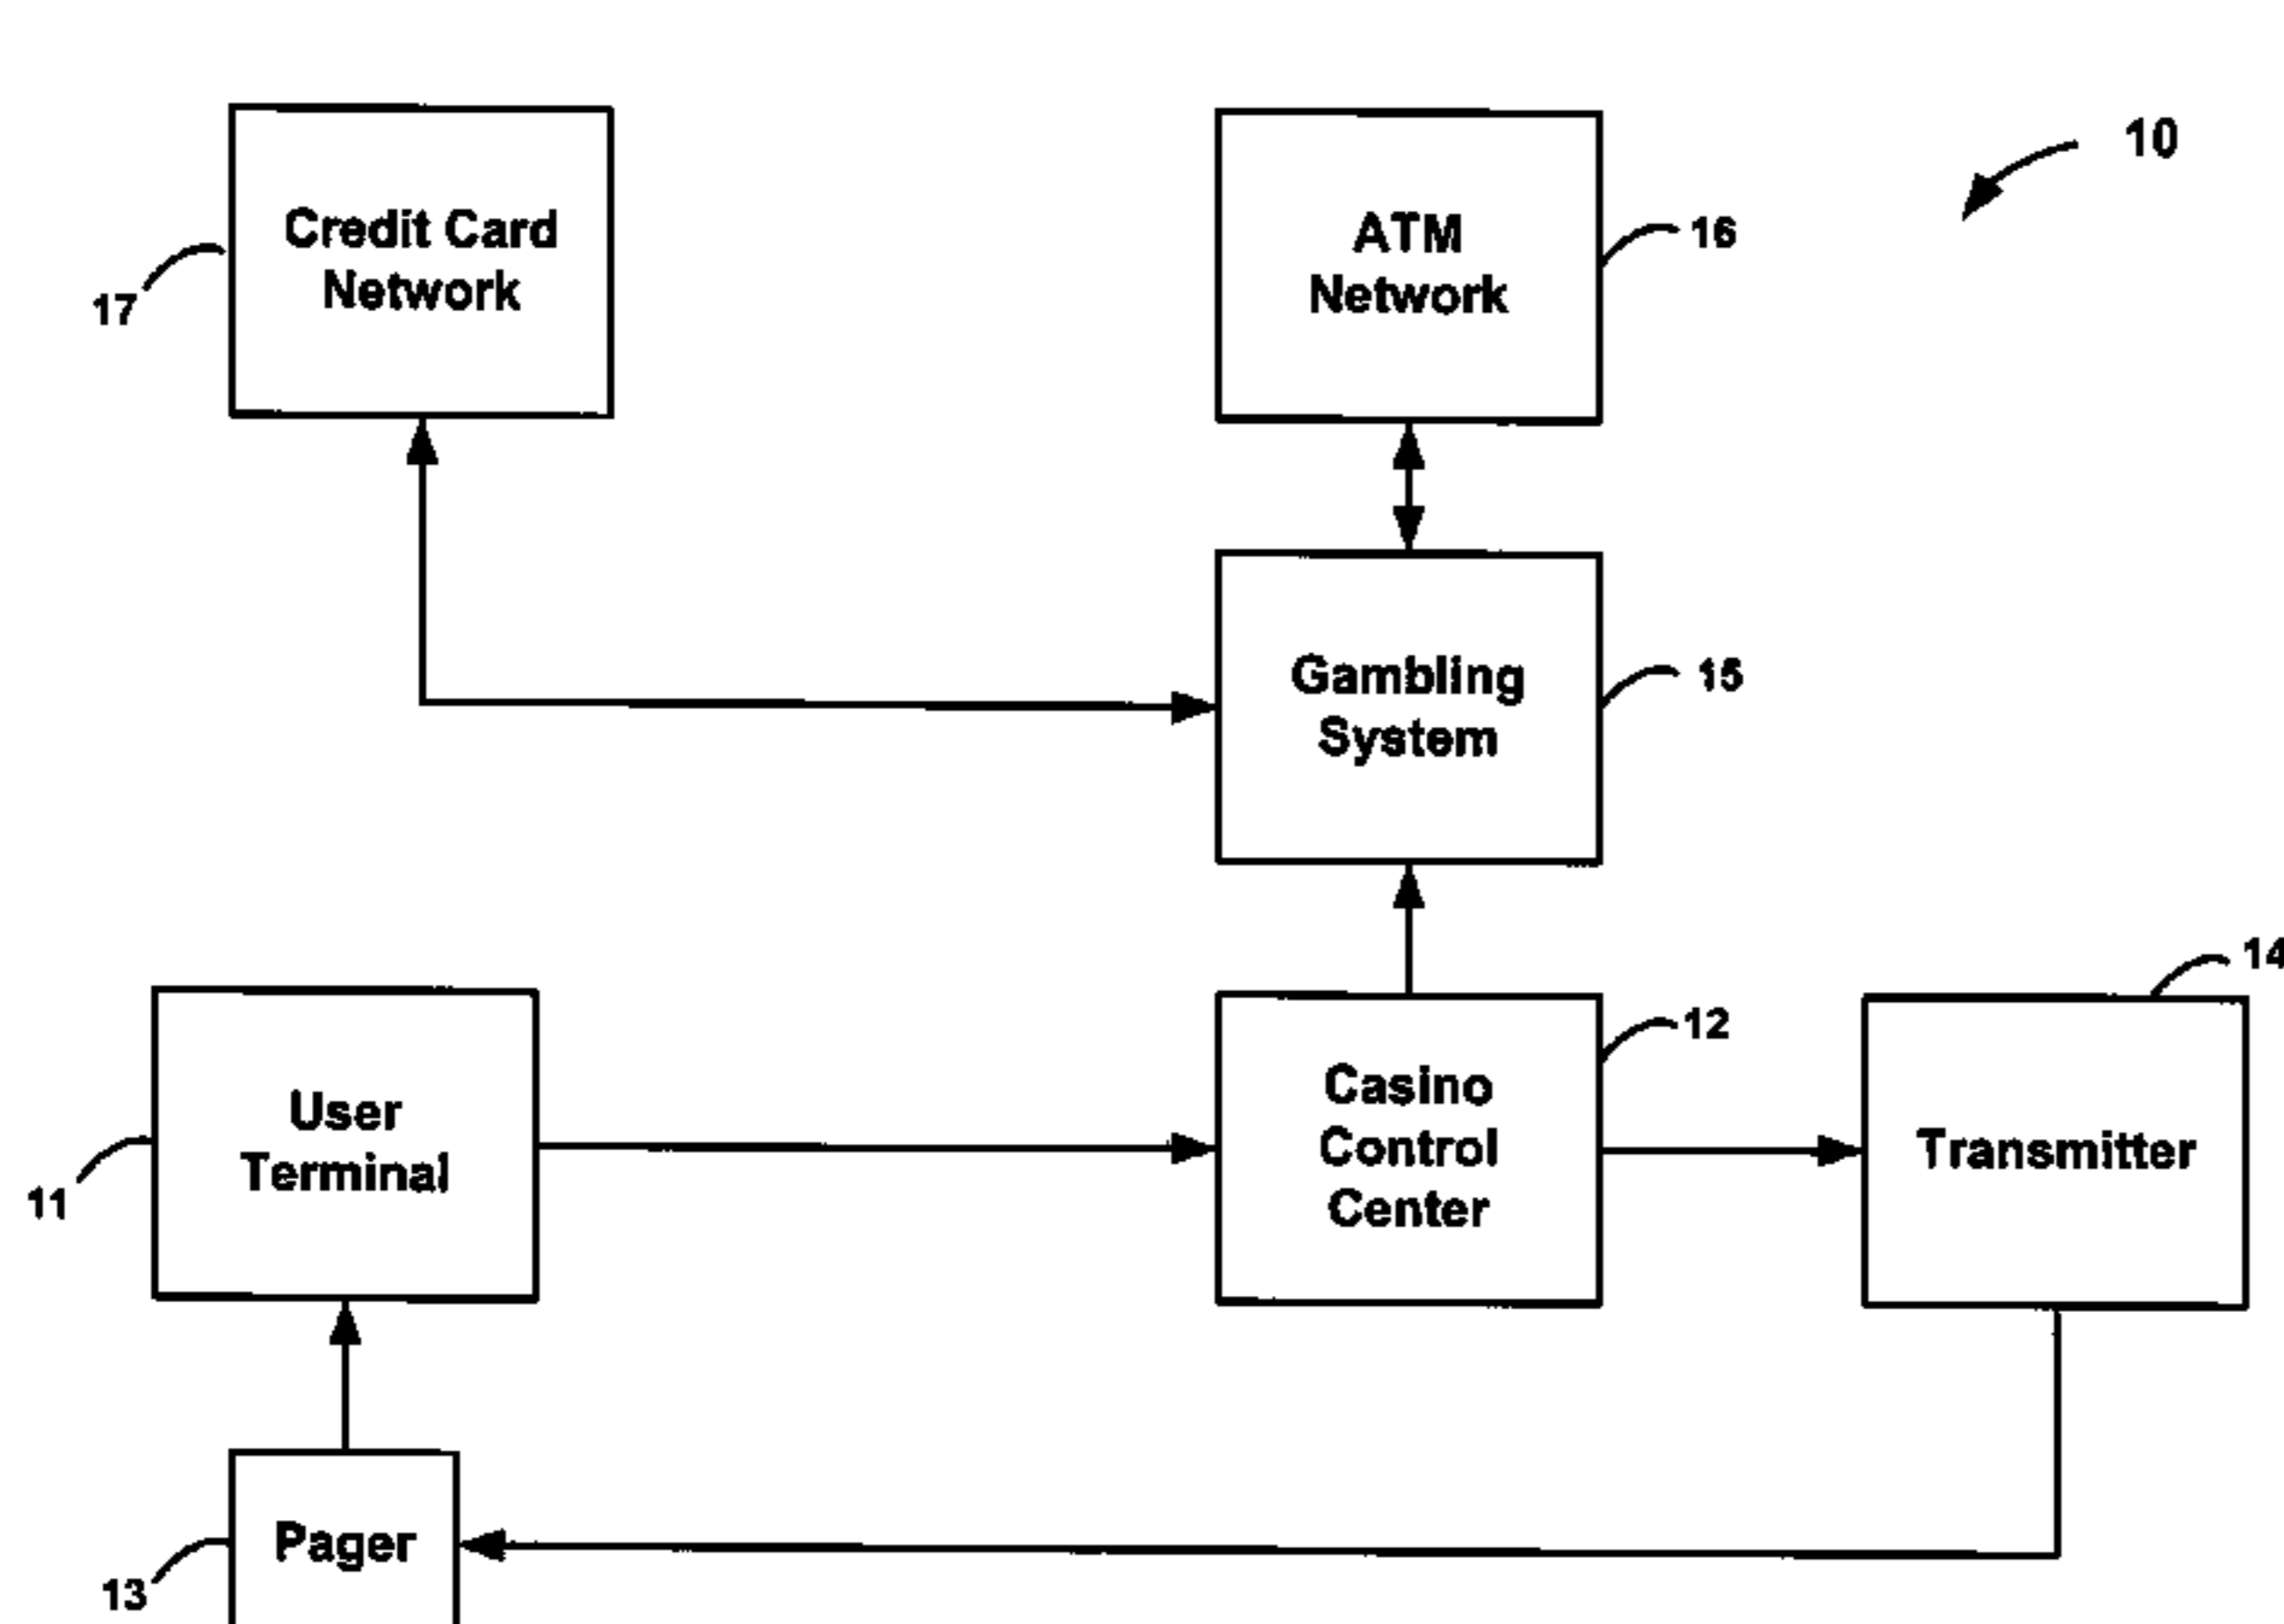 10
Credit Card
Network
17
ATM
Network
16
Gambling
System
15
14
12
User
Terminal
11
Casino
Control
Center
Transmitter
Pager
13